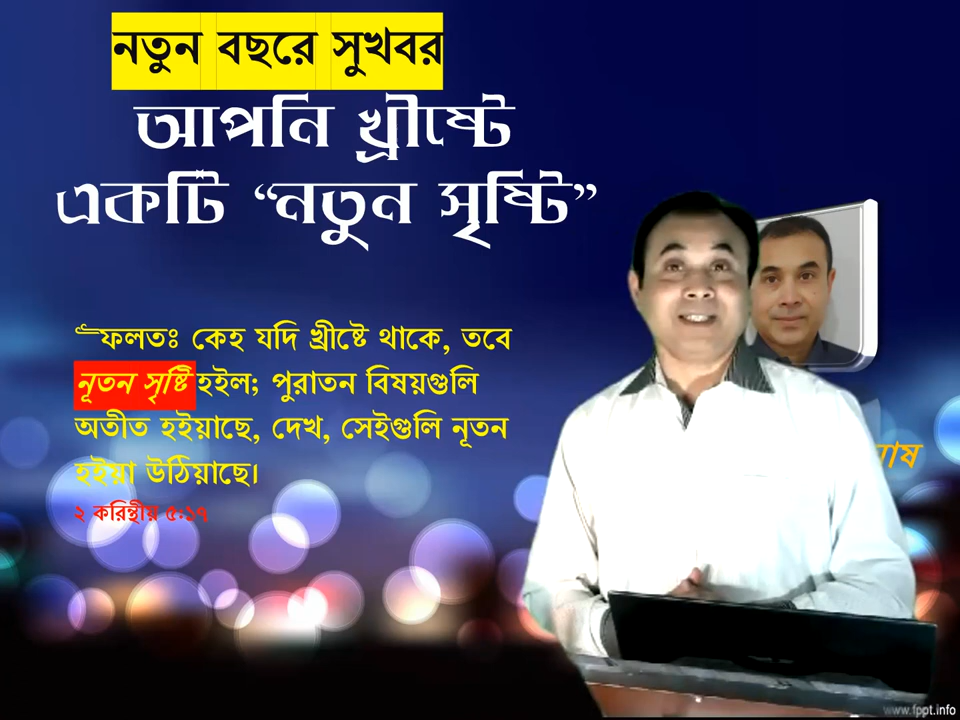 নতুন বছরে সুখবর
আপনি খ্রীষ্টে
একটি “নতুন সৃষ্টি”
ফলতঃ কেহ যদি খ্রীষ্টে থাকে, তবে
নূতন সৃষ্টি হইল; পুরাতন বিষয়গুলি
অতীত হইয়াছে, দেখ, সেইগুলি নূতন
হইয়া উঠিয়াছে।
২ করিন্থীয় ৫:১৭
www.fppt.info